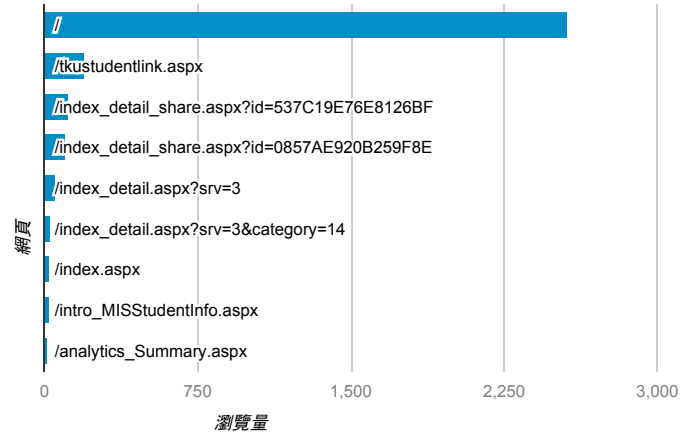 /
/tkustudentlink.aspx
/index_detail_share.aspx?id=537C19E76E8126BF
/index_detail_share.aspx?id=0857AE920B259F8E
/index_detail.aspx?srv=3
/index_detail.aspx?srv=3&category=14
/index.aspx
/intro_MISStudentInfo.aspx
/analytics_Summary.aspx
網頁
0 750 1,500 2,250 3,000
瀏覽量